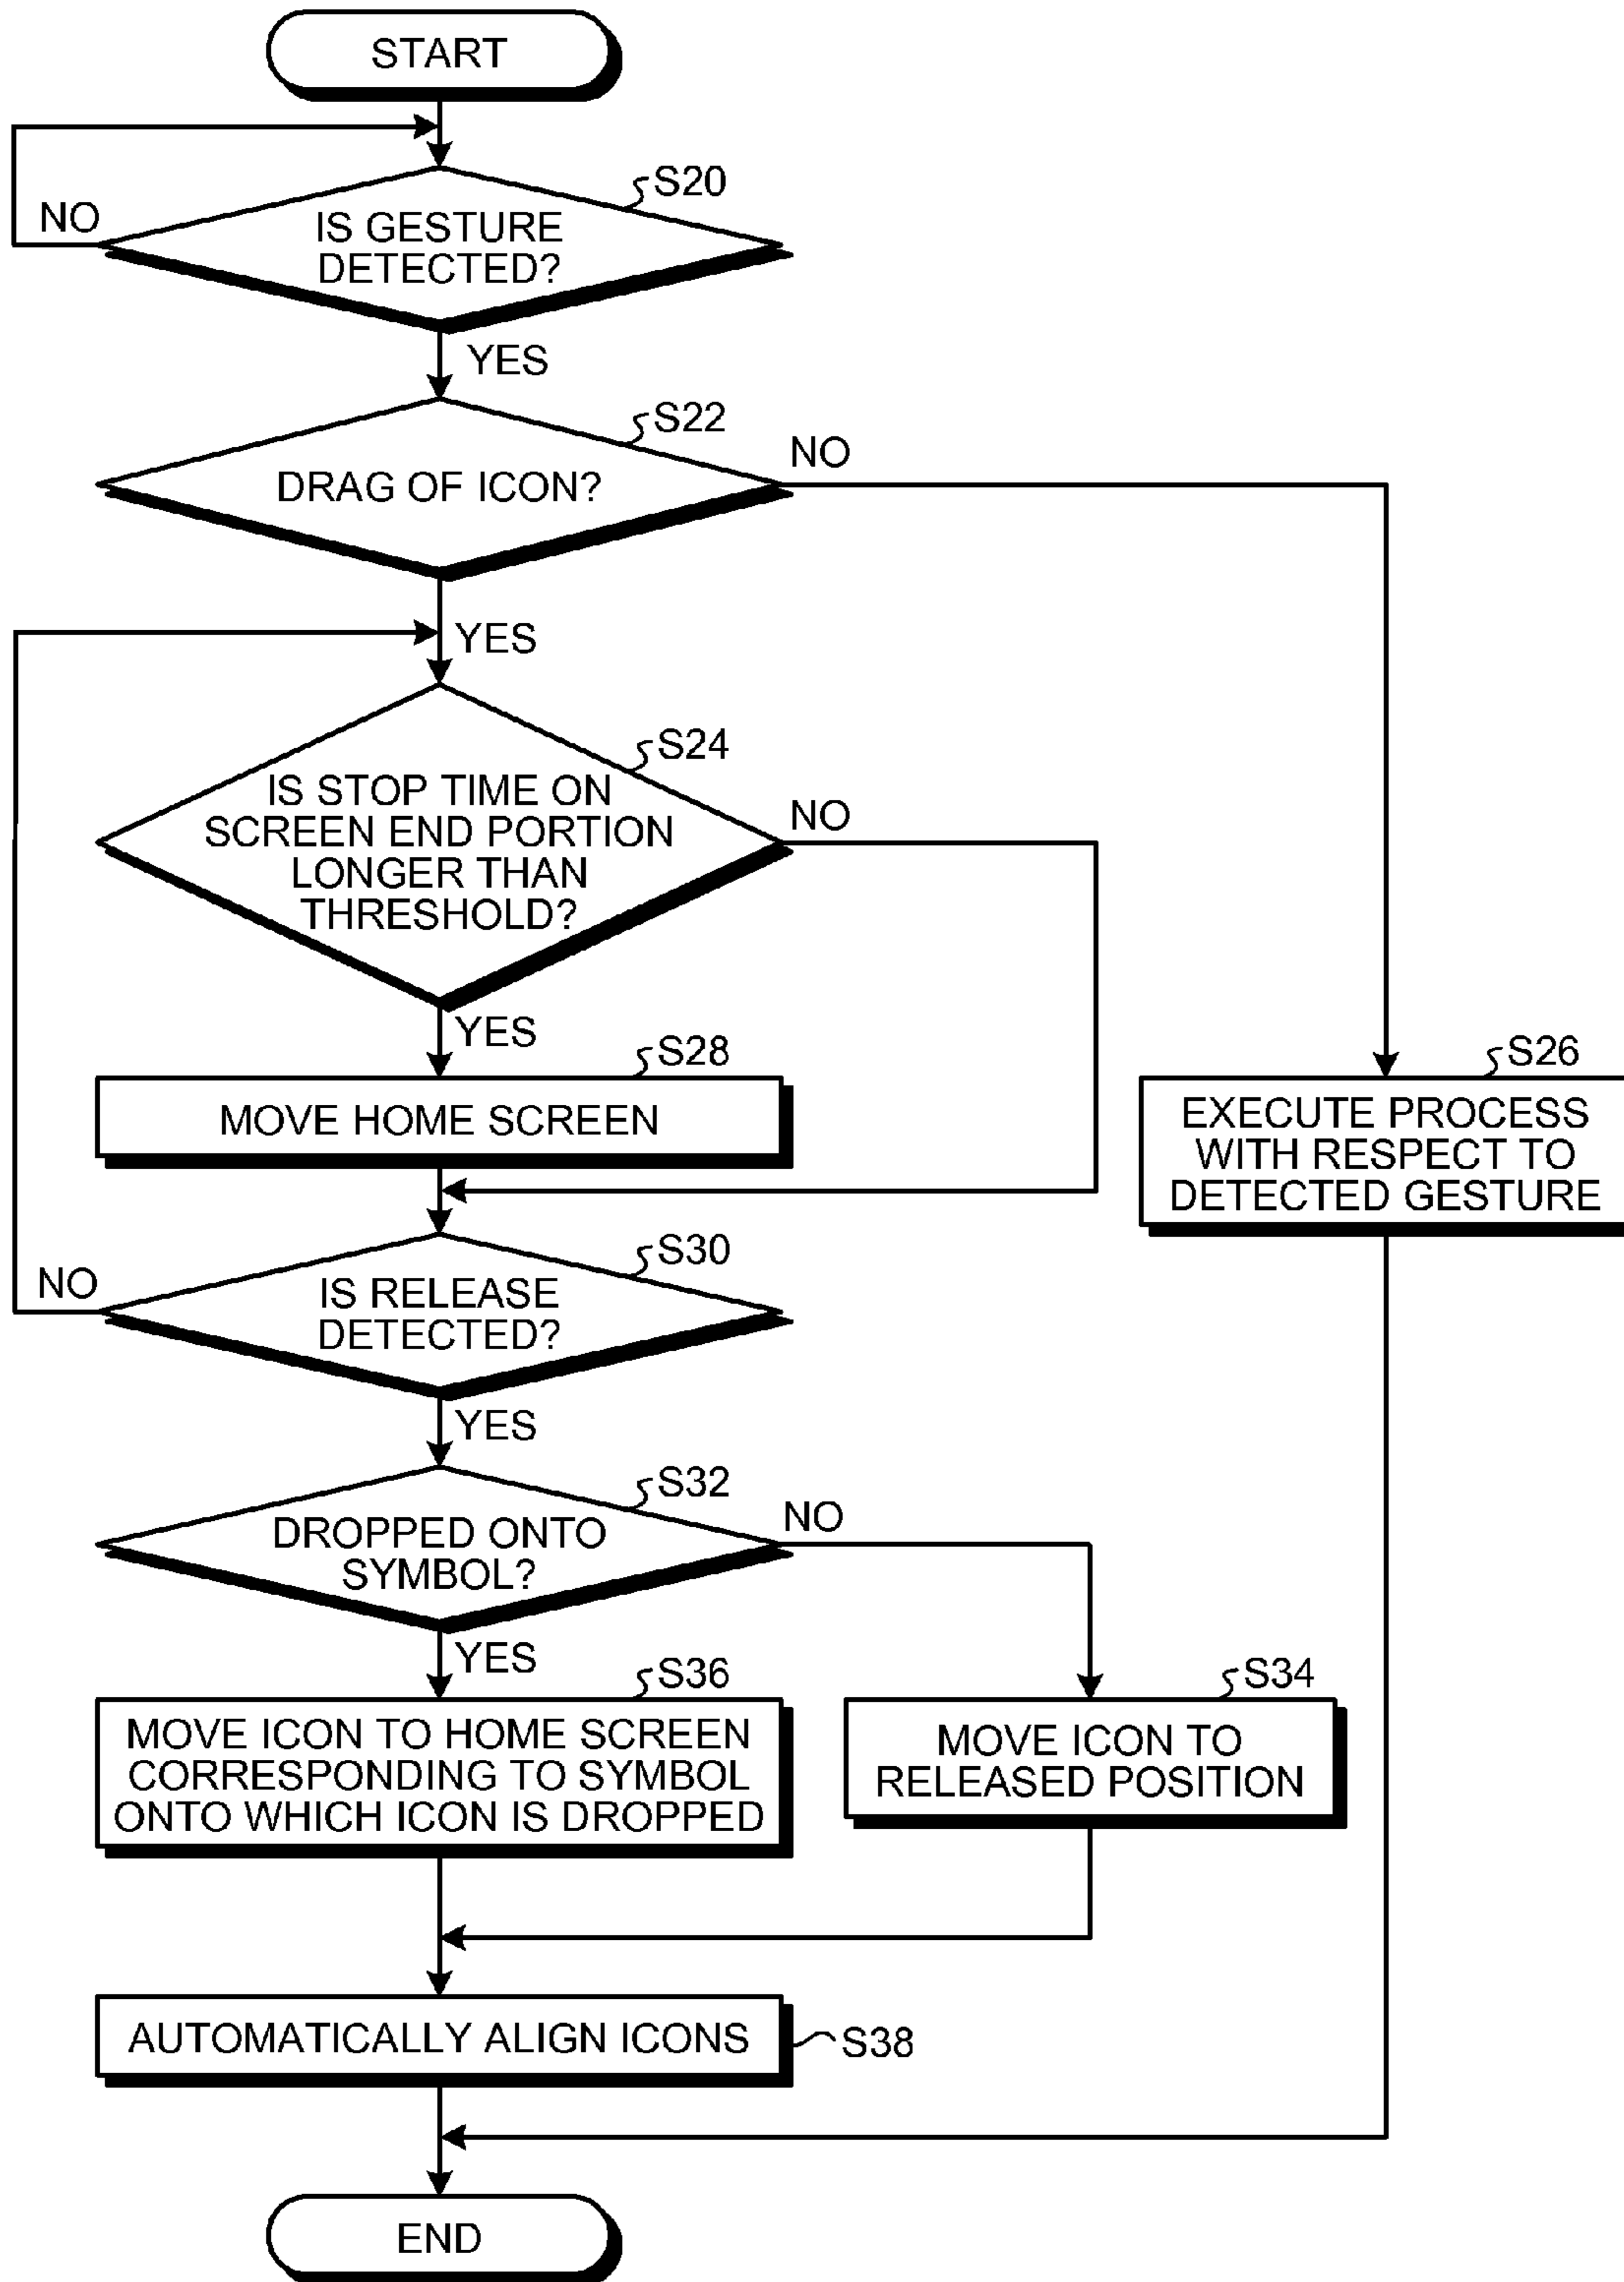 START
S20
NO
IS GESTURE
DETECTED?
YES
S22
NO
DRAG OF ICON?
YES
S24
NO
IS STOP TIME ON
SCREEN END PORTION
LONGER THAN
THRESHOLD?
YES
S28
S26
MOVE HOME SCREEN
EXECUTE PROCESS
WITH RESPECT TO
DETECTED GESTURE
S30
NO
IS RELEASE
DETECTED?
YES
S32
NO
DROPPED ONTO
SYMBOL?
YES
S36
S34
MOVE ICON TO HOME SCREEN
CORRESPONDING TO SYMBOL
ONTO WHICH ICON IS DROPPED
MOVE ICON TO
RELEASED POSITION
AUTOMATICALLY ALIGN ICONS
S38
END